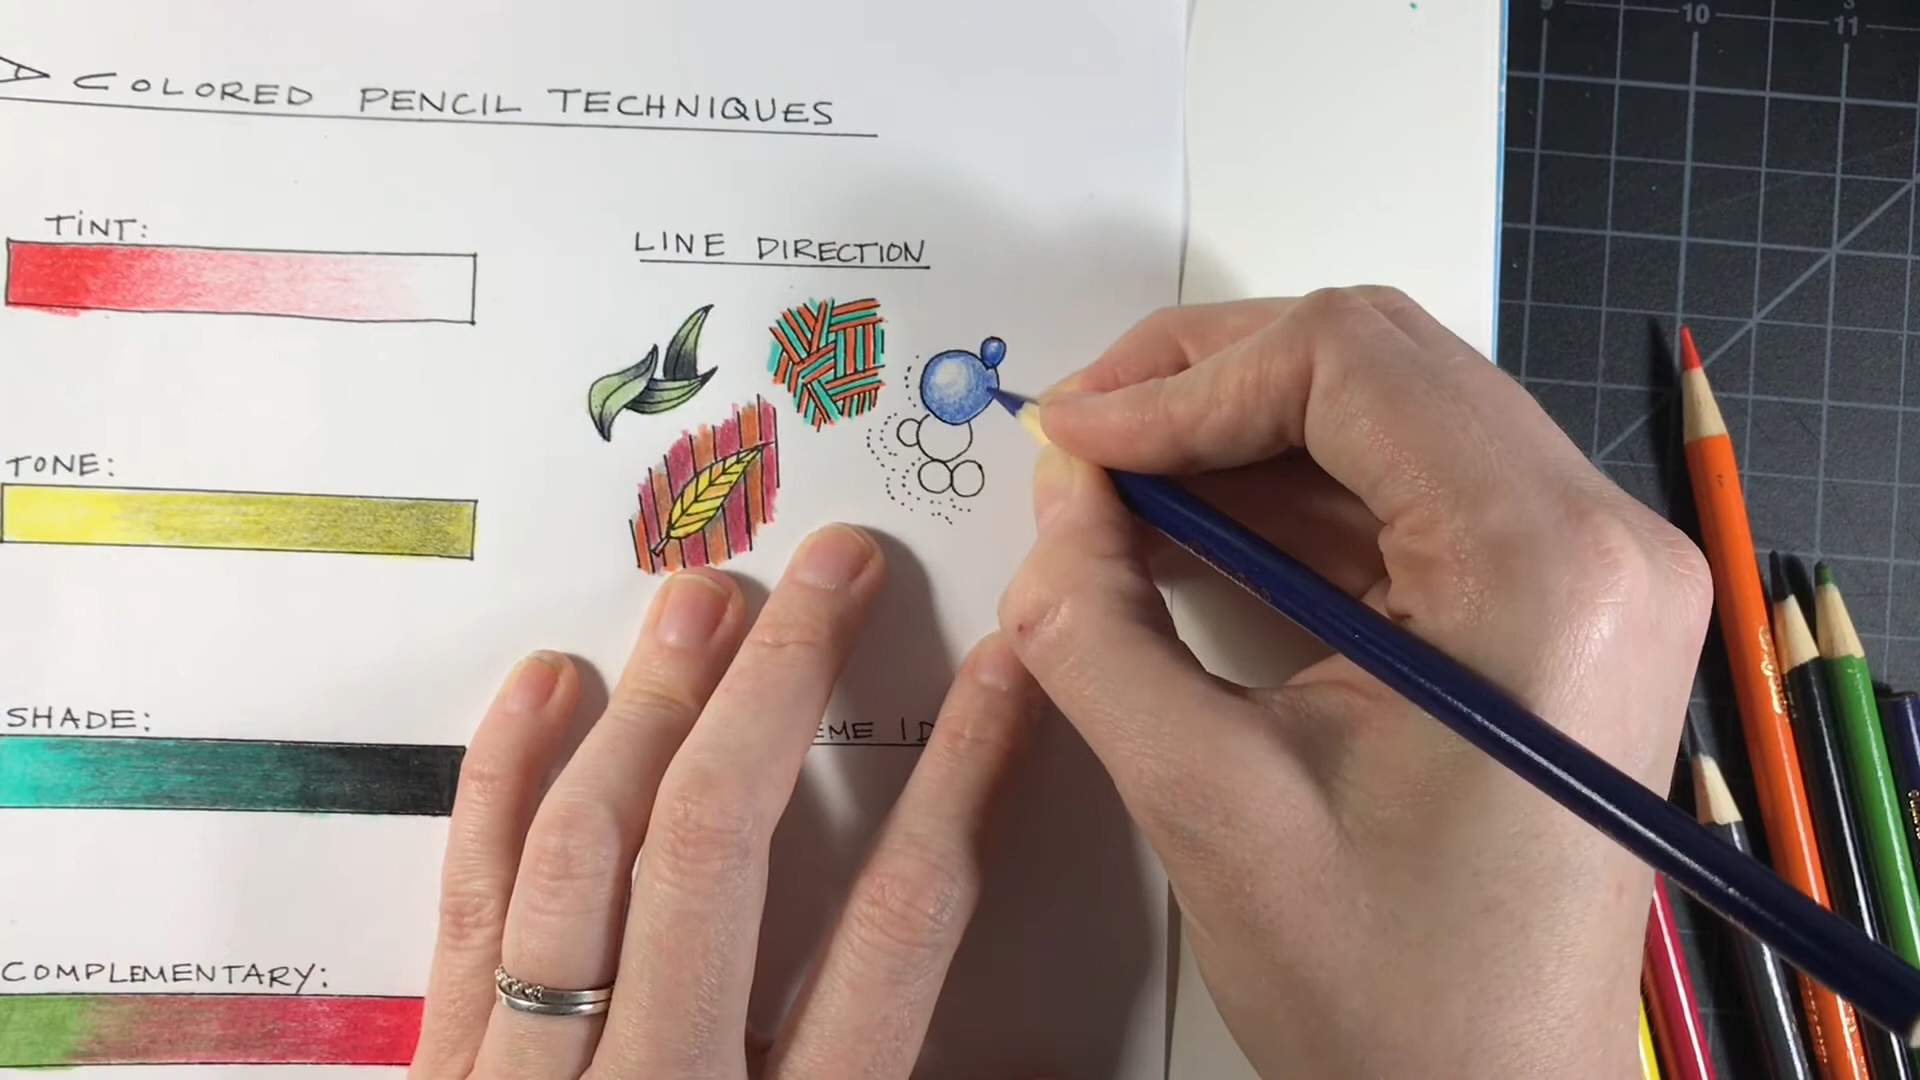 COLORED PENCIL TECHNIQUES
TINT:
LINE DIRECTION
TONE:
SHADE:
COMPLEMENTARY:
10
11